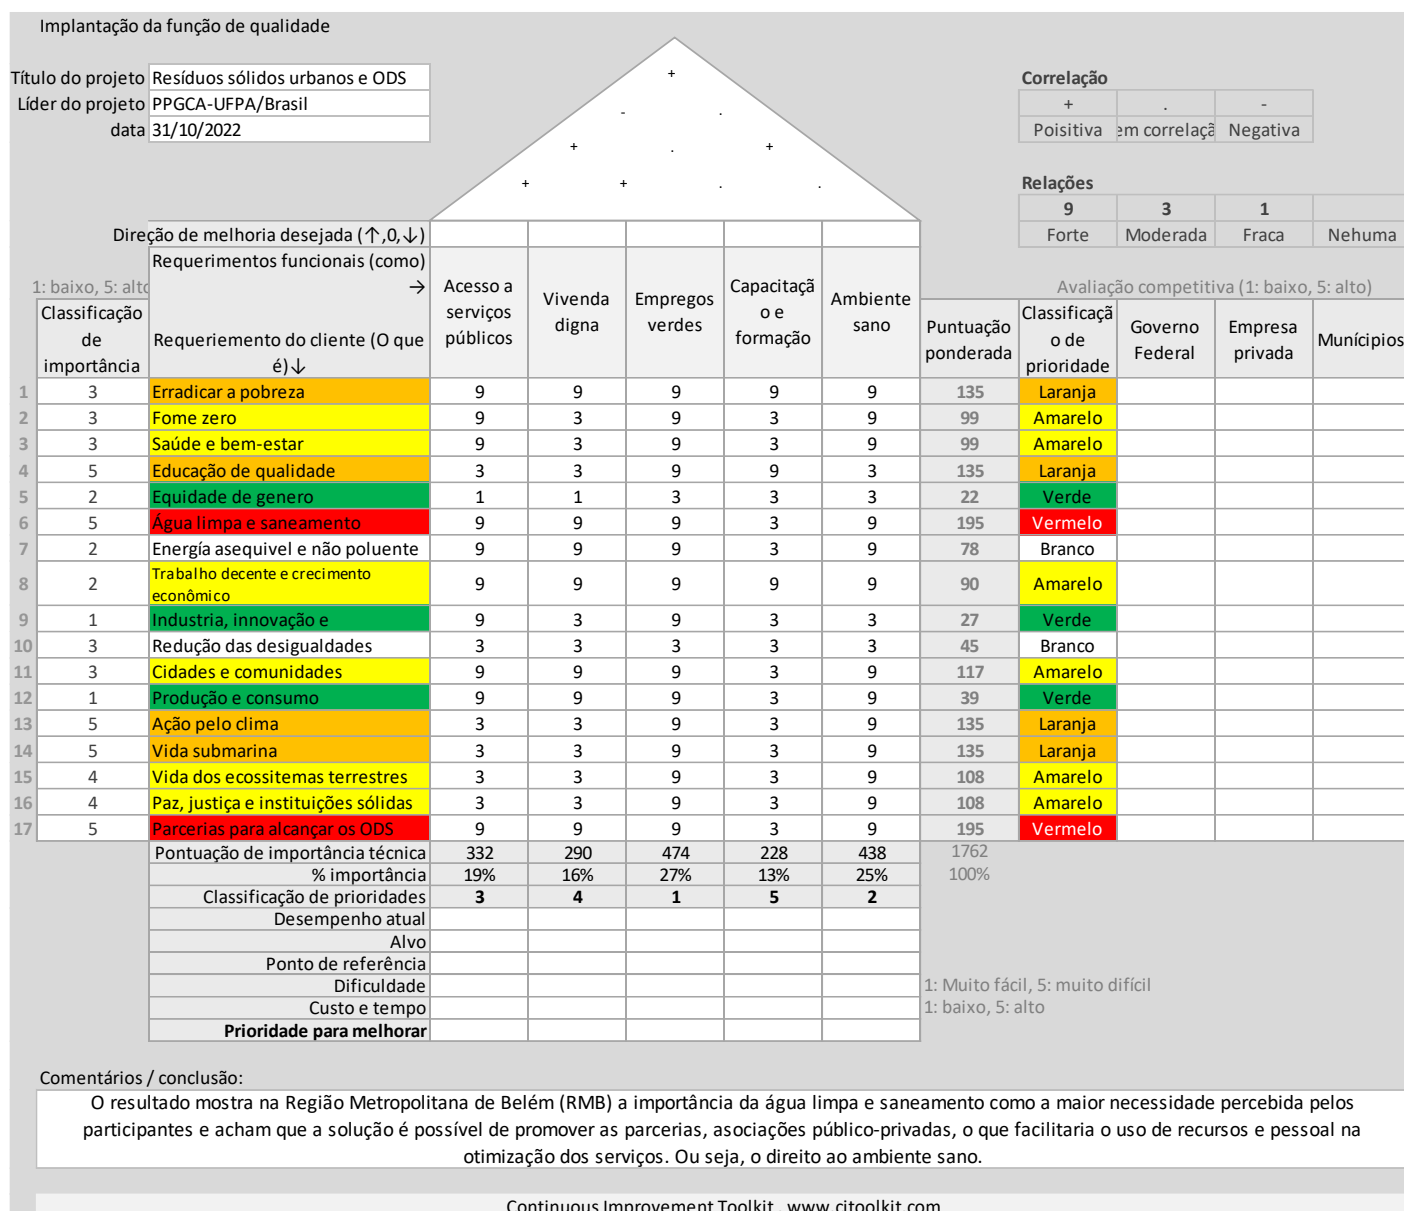 Implantação da função de qualidade
Título do projeto Resíduos sólidos urbanos e ODS
Líder do projeto PPGCA-UFPA/Brasil
data 31/10/2022
+
- .
+ . +
+ + . .
Correlação
+ . -
Poisitiva em correlaçã Negativa
Relações
9 3 1
Forte Moderada Fraca Nehuma
Direção de melhoria desejada (↑,0,↓)
1: baixo, 5: alto
Requerimentos funcionais (como)
→
Requeriemento do cliente (O que
é)↓
Classificação
de
importância
Acesso a
serviços
públicos
Vivenda
digna
Empregos
verdes
Capacitaçã
o e
formação
Ambiente
sano
Puntuação
ponderada
Avaliação competitiva (1: baixo, 5: alto)
Classificaçã
o de
prioridade
Governo
Federal
Empresa
privada
Munícipios
1 3 Erradicar a pobreza 9 9 9 9 9 135 Laranja
2 3 Fome zero 9 3 9 3 9 99 Amarelo
3 3 Saúde e bem-estar 9 3 9 3 9 99 Amarelo
4 5 Educação de qualidade 3 3 9 9 3 135 Laranja
5 2 Equidade de genero 1 1 3 3 3 22 Verde
6 5 Água limpa e saneamento 9 9 9 3 9 195 Vermelo
7 2 Energía asequivel e não poluente 9 9 9 3 9 78 Branco
8 2 Trabalho decente e crecimento
econômico 9 9 9 9 9 90 Amarelo
9 1 Industria, innovação e 9 3 9 3 3 27 Verde
10 3 Redução das desigualdades 3 3 3 3 3 45 Branco
11 3 Cidades e comunidades 9 9 9 3 9 117 Amarelo
12 1 Produção e consumo 9 9 9 3 9 39 Verde
13 5 Ação pelo clima 3 3 9 3 9 135 Laranja
14 5 Vida submarina 3 3 9 3 9 135 Laranja
15 4 Vida dos ecossitemas terrestres 3 3 9 3 9 108 Amarelo
16 4 Paz, justiça e instituições sólidas 3 3 9 3 9 108 Amarelo
17 5 Parcerias para alcançar os ODS 9 9 9 3 9 195 Vermelo
Pontuação de importância técnica 332 290 474 228 438 1762
% importância 19% 16% 27% 13% 25% 100%
Classificação de prioridades 3 4 1 5 2
Desempenho atual
Alvo
Ponto de referência
Dificuldade 1: Muito fácil, 5: muito difícil
Custo e tempo 1: baixo, 5: alto
Prioridade para melhorar
Comentários / conclusão:
O resultado mostra na Região Metropolitana de Belém (RMB) a importância da água limpa e saneamento como a maior necessidade percebida pelos
participantes e acham que a solução é possível de promover as parcerias, asociações público-privadas, o que facilitaria o uso de recursos e pessoal na
otimização dos serviços. Ou seja, o direito ao ambiente sano.
Continuous Improvement Toolkit . www.citoolkit.com